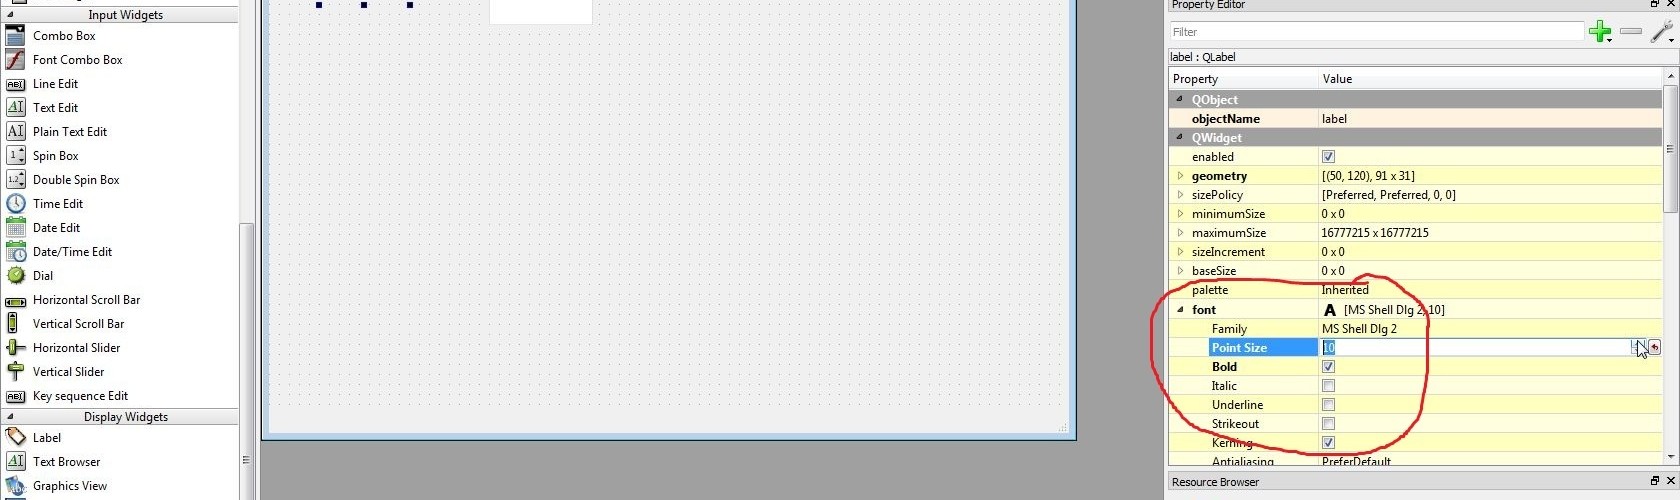 Input Widgets
Combo Box
Font Combo Box
Line Edit
Text Edit
Plain Text Edit
Spin Box
Double Spin Box
Time Edit
Date Edit
Date/Time Edit
Dial
Horizontal Scroll Bar
Vertical Scroll Bar
Horizontal Slider
Vertical Slider
Key sequence Edit
Display Widgets
Label
Text Browser
Graphics View
Property Editor
Filter
label : QLabel
Property Value
QObject
objectName label
QWidget
enabled
geometry [(50, 120), 91 x 31]
sizePolicy [Preferred, Preferred, 0, 0]
minimumSize 0 x 0
maximumSize 16777215 x 16777215
sizeIncrement 0 x 0
baseSize 0 x 0
palette Inherited
font A [MS Shell Dlg 2, 10]
Family MS Shell Dlg 2
Point Size 10
Bold
Italic
Underline
Strikeout
Kerning
Antialiasing PreferDefault
Resource Browser